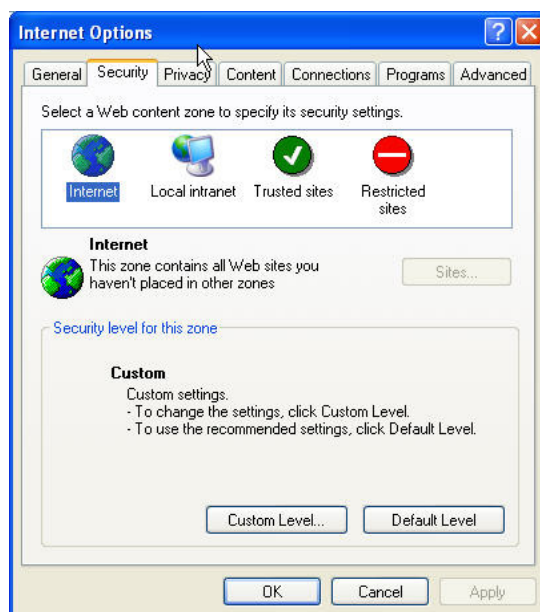 Internet Options
General Security Privacy Content Connections Programs Advanced
Select a Web content zone to specify its security settings.
Internet Local intranet Trusted sites Restricted
sites
Internet
This zone contains all Web sites you
haven't placed in other zones
Sites...
Security level for this zone
Custom
Custom settings.
- To change the settings, click Custom Level.
- To use the recommended settings, click Default Level.
Custom Level... Default Level
OK Cancel Apply